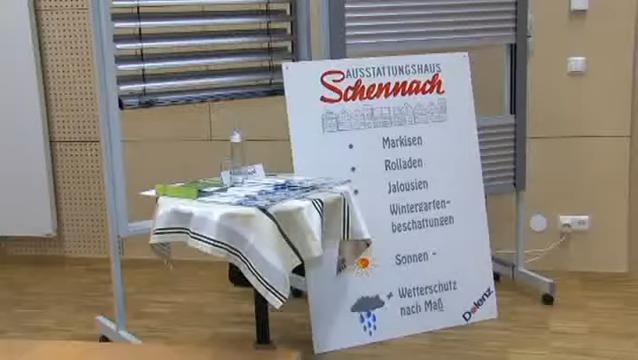 AUSSTATTUNGSHAUS
Schennach
Markisen
Rolladen
Jalousien
Wintergarten-
beschattungen
Sonnen -
+ Wetterschutz
nach Maß
Dolenz